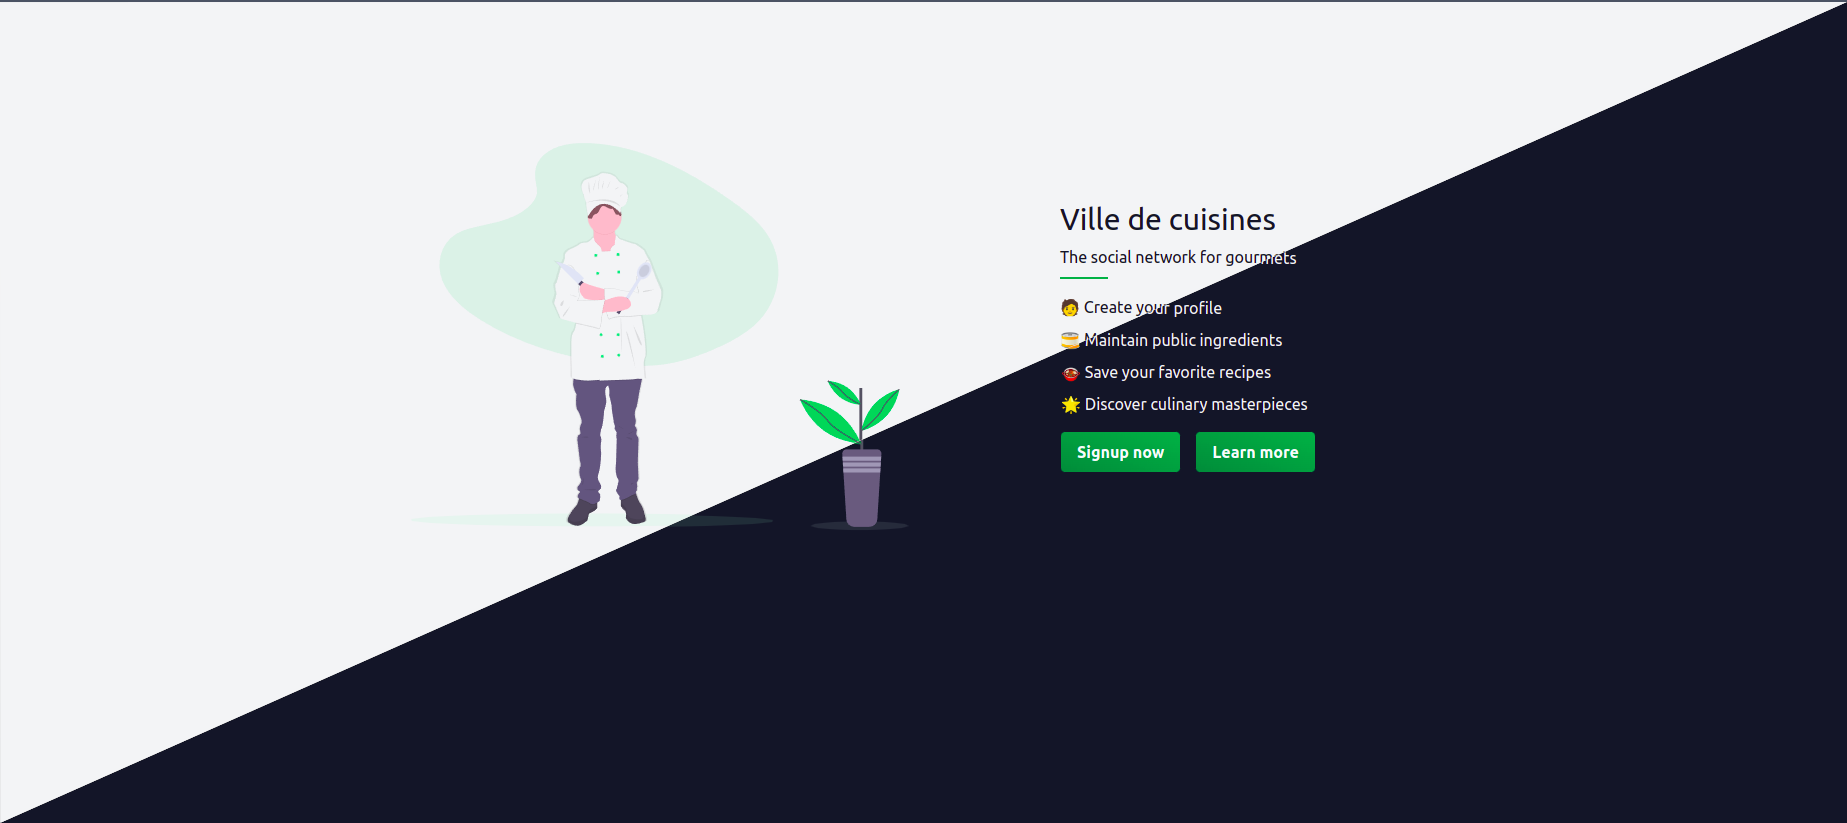 Ville de cuisines
The social network for gourmets
🧑 Create your profile
🥫 Maintain public ingredients
🍲 Save your favorite recipes
🌟 Discover culinary masterpieces
Signup now
Learn more